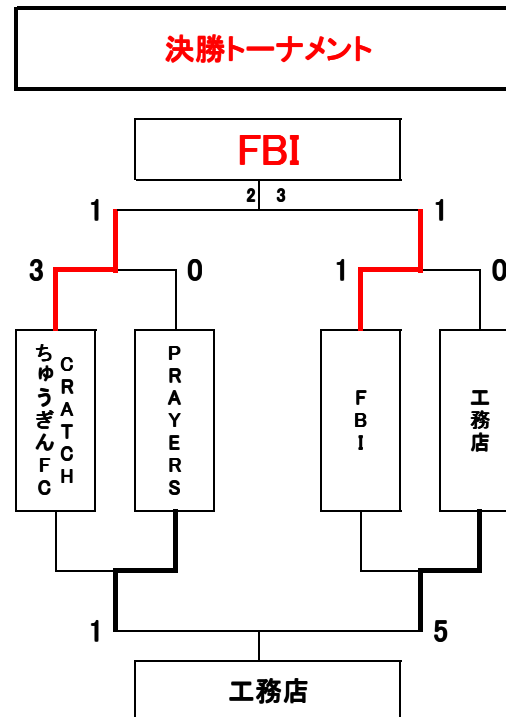 決勝トーナメント
FBI
2 3
1 1
3 0 1 0
ちゅうぎんFC
CRATCH
PRAYERS
FBI
工務店
1 5
工務店